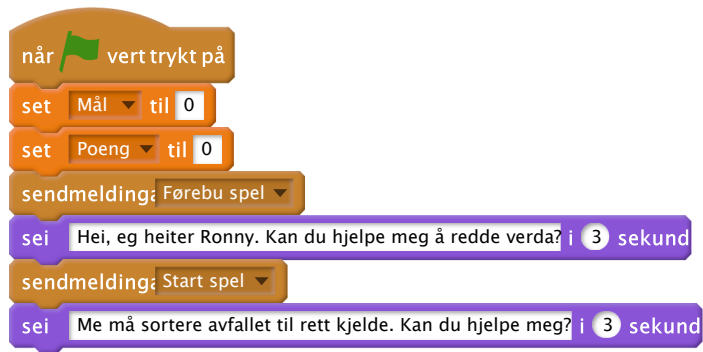 når vert trykt på
set Mål til 0
set Poeng til 0
sendmeldinga Førebu spel
sei Hei, eg heiter Ronny. Kan du hjelpe meg å redde verda? i 3 sekund
sendmeldinga Start spel
sei Me må sortere avfallet til rett kjelde. Kan du hjelpe meg? i 3 sekund